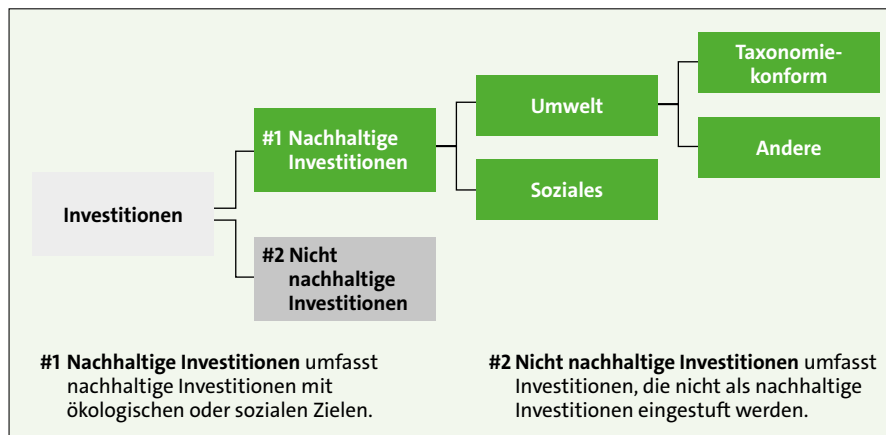 Taxonomie-
konform
Umwelt
#1 Nachhaltige
Investitionen
Andere
Soziales
Investitionen
#2 Nicht
nachhaltige
Investitionen
#1 Nachhaltige Investitionen umfasst
nachhaltige Investitionen mit
ökologischen oder sozialen Zielen.
#2 Nicht nachhaltige Investitionen umfasst
Investitionen, die nicht als nachhaltige
Investitionen eingestuft werden.